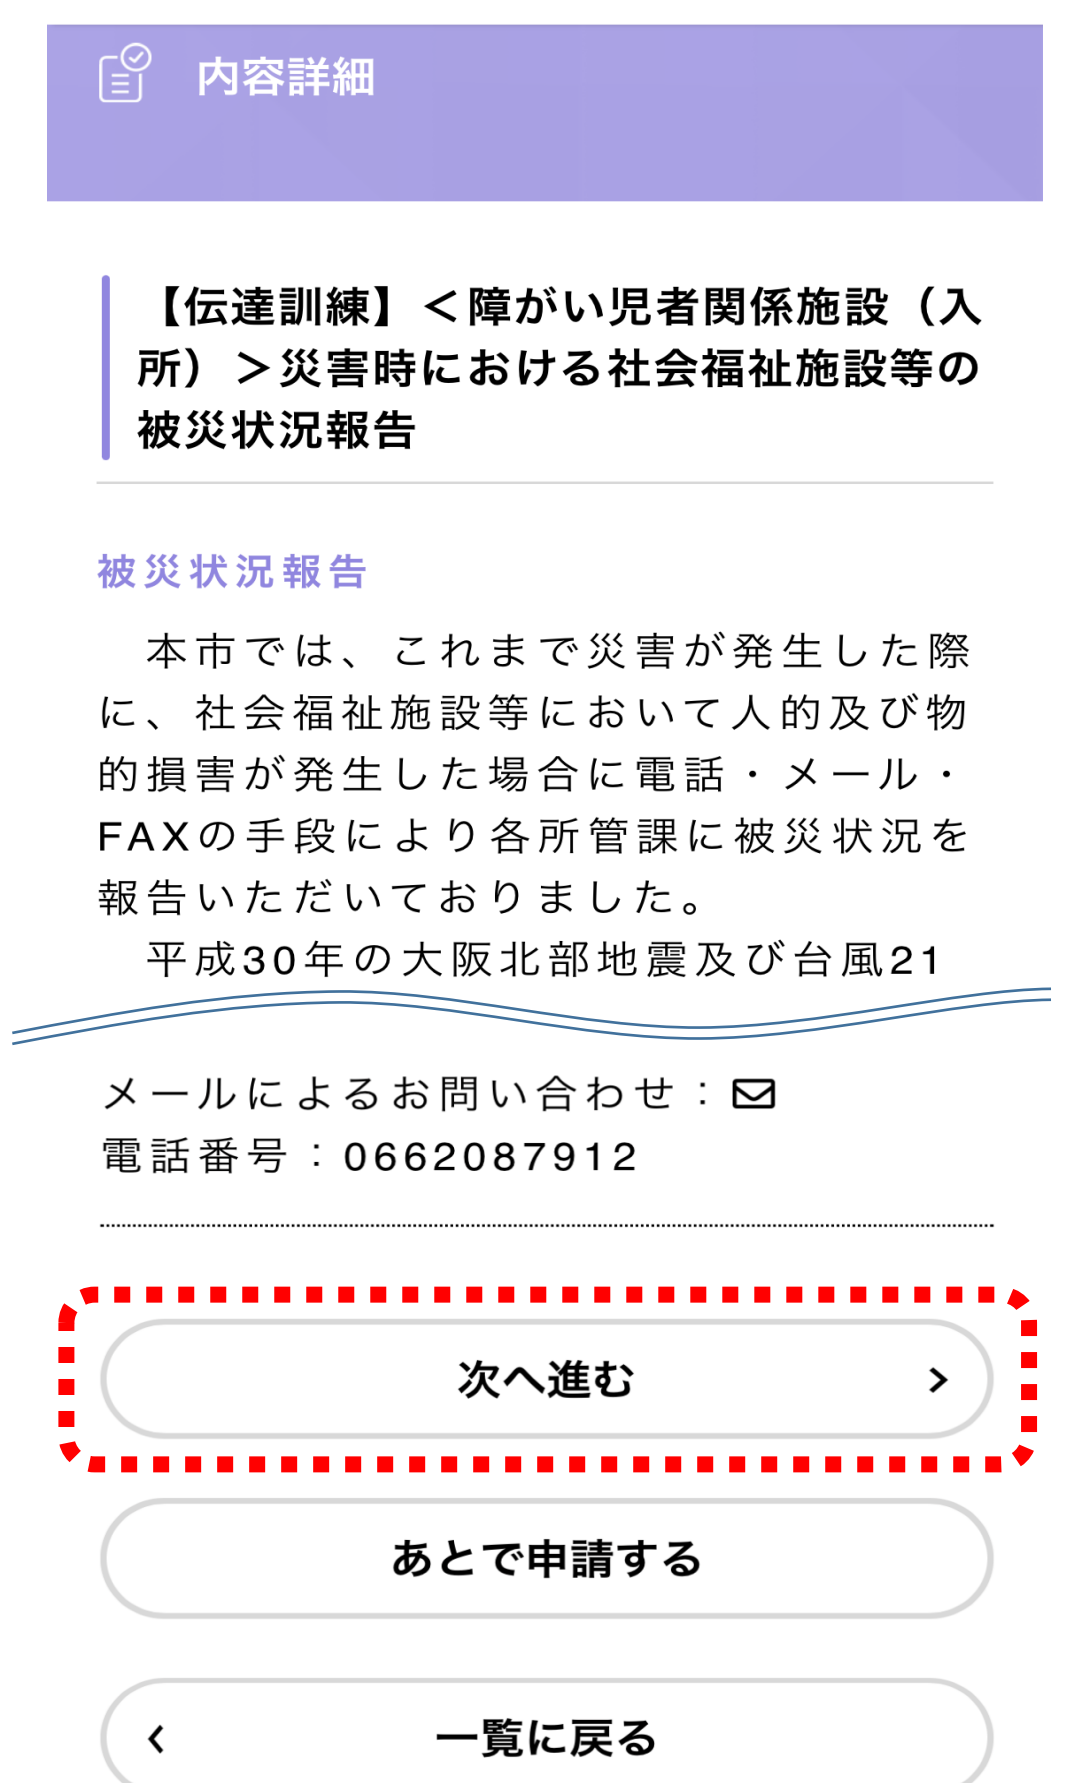 内容詳細
【伝達訓練】＜障がい児者関係施設（入
所）＞災害時における社会福祉施設等の
被災状況報告
被災状況報告
　本市では、これまで災害が発生した際
に、社会福祉施設等において人的及び物
的損害が発生した場合に電話・メール・
FAXの手段により各所管課に被災状況を
報告いただいておりました。
　平成30年の大阪北部地震及び台風21
メールによるお問い合わせ：
電話番号：0662087912
次へ進む
あとで申請する
一覧に戻る